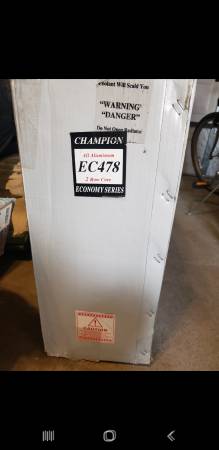 Coolant Will Scald You
"WARNING"
"DANGER"
Do Not Open Radiator
CHAMPION
All Aluminum
EC478
2 Row Core
ECONOMY SERIES
CAUTION